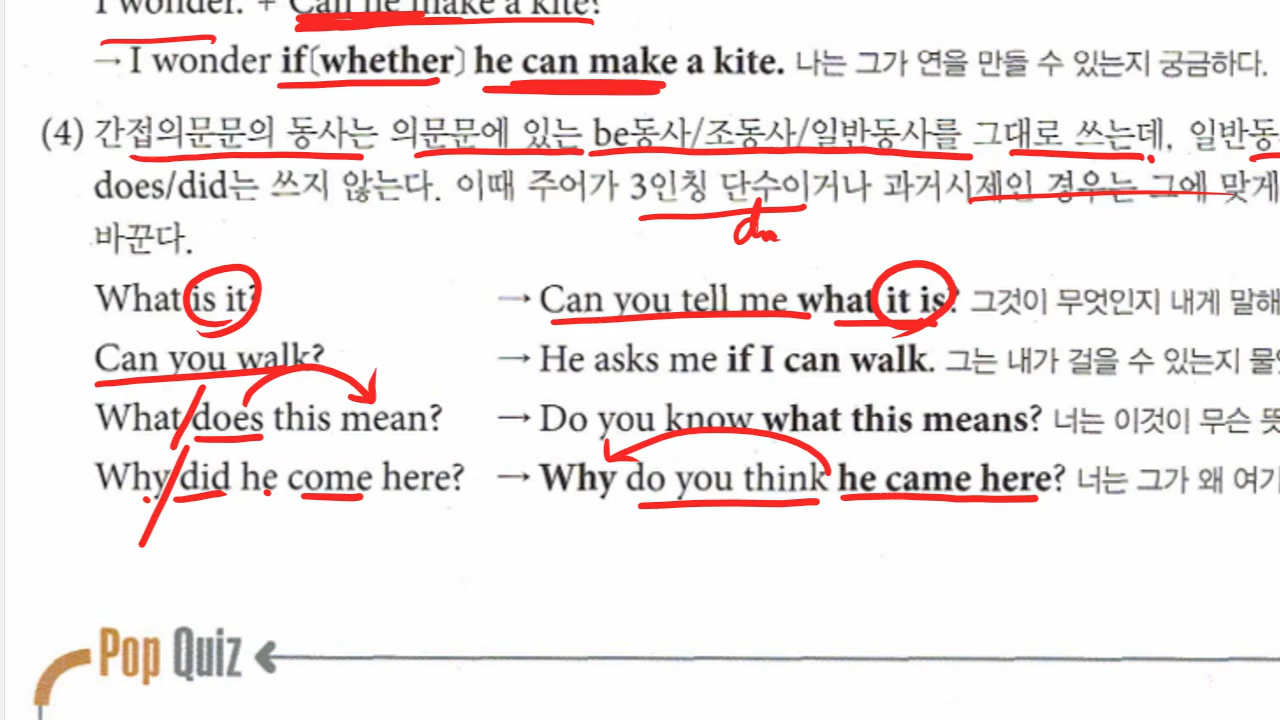 I wonder. + Can he make a kite?
→ I wonder if(whether) he can make a kite. 나는 그가 연을 만들 수 있는지 궁금하다.
(4) 간접의문문의 동사는 의문문에 있는 be동사/조동사/일반동사를 그대로 쓰는데, 일반동
does/did는 쓰지 않는다. 이때 주어가 3인칭 단수이거나 과거시제인 경우는 그에 맞게
바꾼다.
What is it? → Can you tell me what it is? 그것이 무엇인지 내게 말해
Can you walk? → He asks me if I can walk. 그는 내가 걸을 수 있는지 물
What does this mean? → Do you know what this means? 너는 이것이 무슨 뜻
Why did he come here? → Why do you think he came here? 너는 그가 왜 여기
Pop Quiz